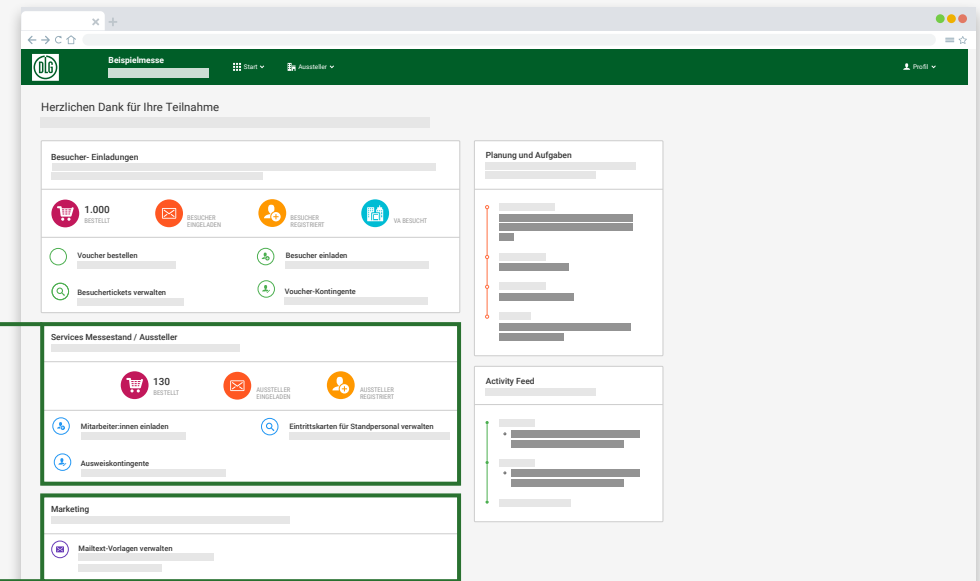 DLG
Beispielmesse
Start
Aussteller
Profil
Herzlichen Dank für Ihre Teilnahme
Besucher- Einladungen
1.000
BESTELLT
BESUCHER
EINGELADEN
BESUCHER
REGISTRIERT
VA BESUCHT
Voucher bestellen
Besucher einladen
Besuchertickets verwalten
Voucher-Kontingente
Services Messestand / Aussteller
130
BESTELLT
AUSSTELLER
EINGELADEN
AUSSTELLER
REGISTRIERT
Mitarbeiter:innen einladen
Eintrittskarten für Standpersonal verwalten
Ausweiskontingente
Marketing
Mailtext-Vorlagen verwalten
Planung und Aufgaben
Activity Feed